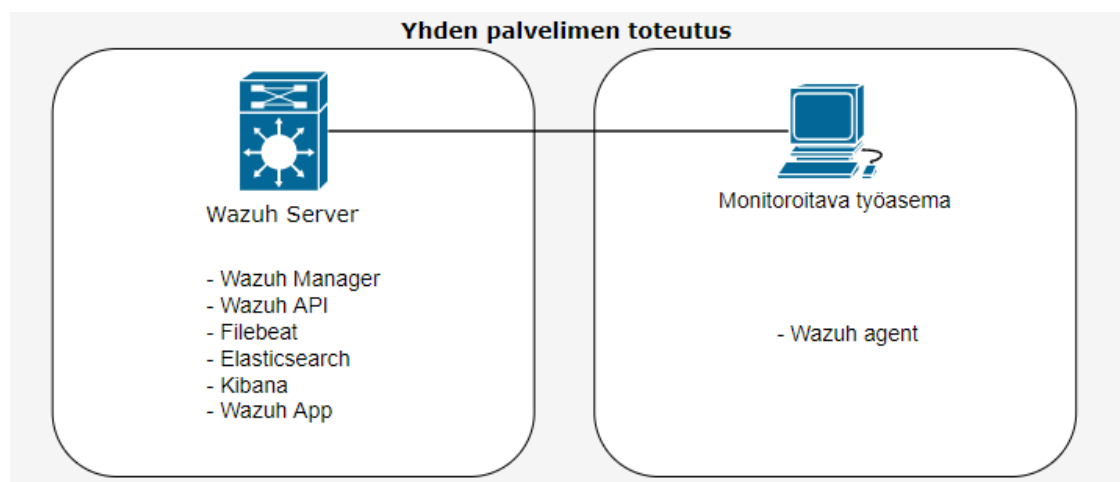 Yhden palvelimen toteutus
Wazuh Server
- Wazuh Manager
- Wazuh API
- Filebeat
- Elasticsearch
- Kibana
- Wazuh App
Monitoroitava työasema
- Wazuh agent